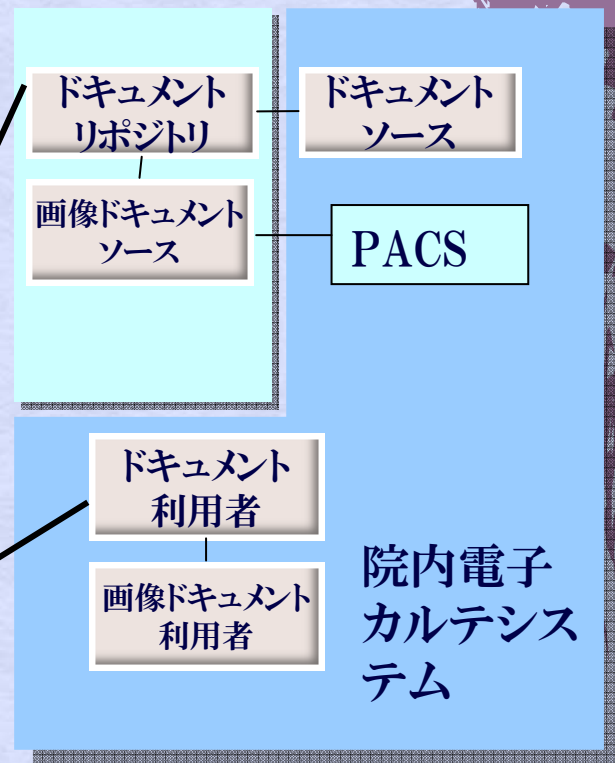 ドキュメント
リポジトリ
ドキュメント
ソース
画像ドキュメント
ソース
PACS
ドキュメント
利用者
画像ドキュメント
利用者
院内電子
カルテシス
テム